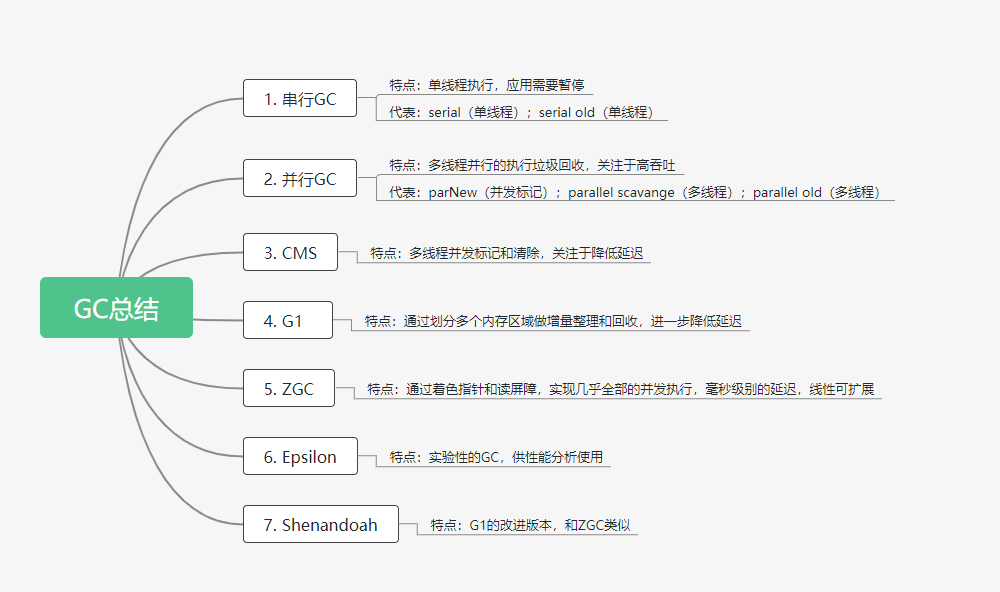 GC总结
1. 串行GC
特点：单线程执行，应用需要暂停
代表：serial（单线程）；serial old（单线程）
2. 并行GC
特点：多线程并行的执行垃圾回收，关注于高吞吐
代表：parNew（并发标记）；parallel scavange（多线程）；parallel old（多线程）
3. CMS
特点：多线程并发标记和清除，关注于降低延迟
4. G1
特点：通过划分多个内存区域做增量整理和回收，进一步降低延迟
5. ZGC
特点：通过着色指针和读屏障，实现几乎全部的并发执行，毫秒级别的延迟，线性可扩展
6. Epsilon
特点：实验性的GC，供性能分析使用
7. Shenandoah
特点：G1的改进版本，和ZGC类似